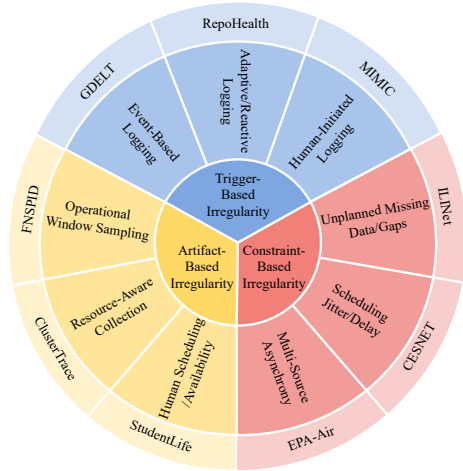 RepoHealth
GDELT
MIMIC
Event-Based
Logging
Adaptive/Reactive
Logging
Human-Initiated
Logging
Trigger-
Based
Irregularity
FNSPID
Operational
Window Sampling
Artifact-
Based
Irregularity
Constraint-
Based
Irregularity
Unplanned Missing
Data/Gaps
ILINet
Resource-Aware
Collection
Scheduling
Jitter/Delay
ClusterTrace
CESNET
Human Scheduling
/Availability
Multi-Source
Asynchrony
StudentLife
EPA-Air